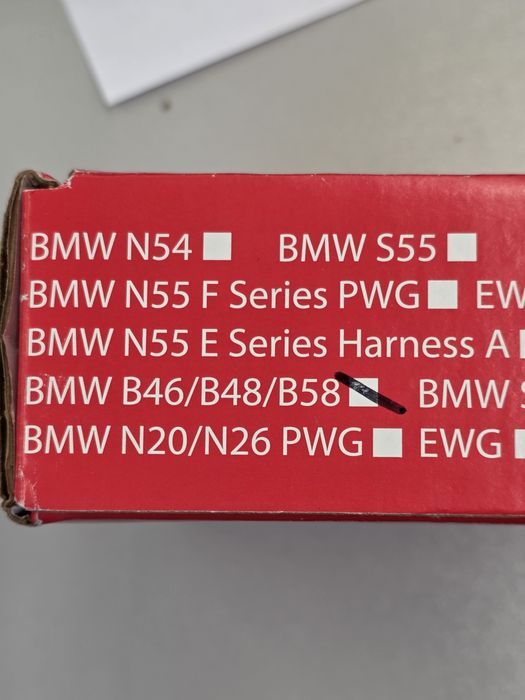 BMW N54 BMW S55
BMW N55 F Series PWG
BMW N55 E Series Harness A
BMW B46/B48/B58 BMW
BMW N20/N26 PWG EWG